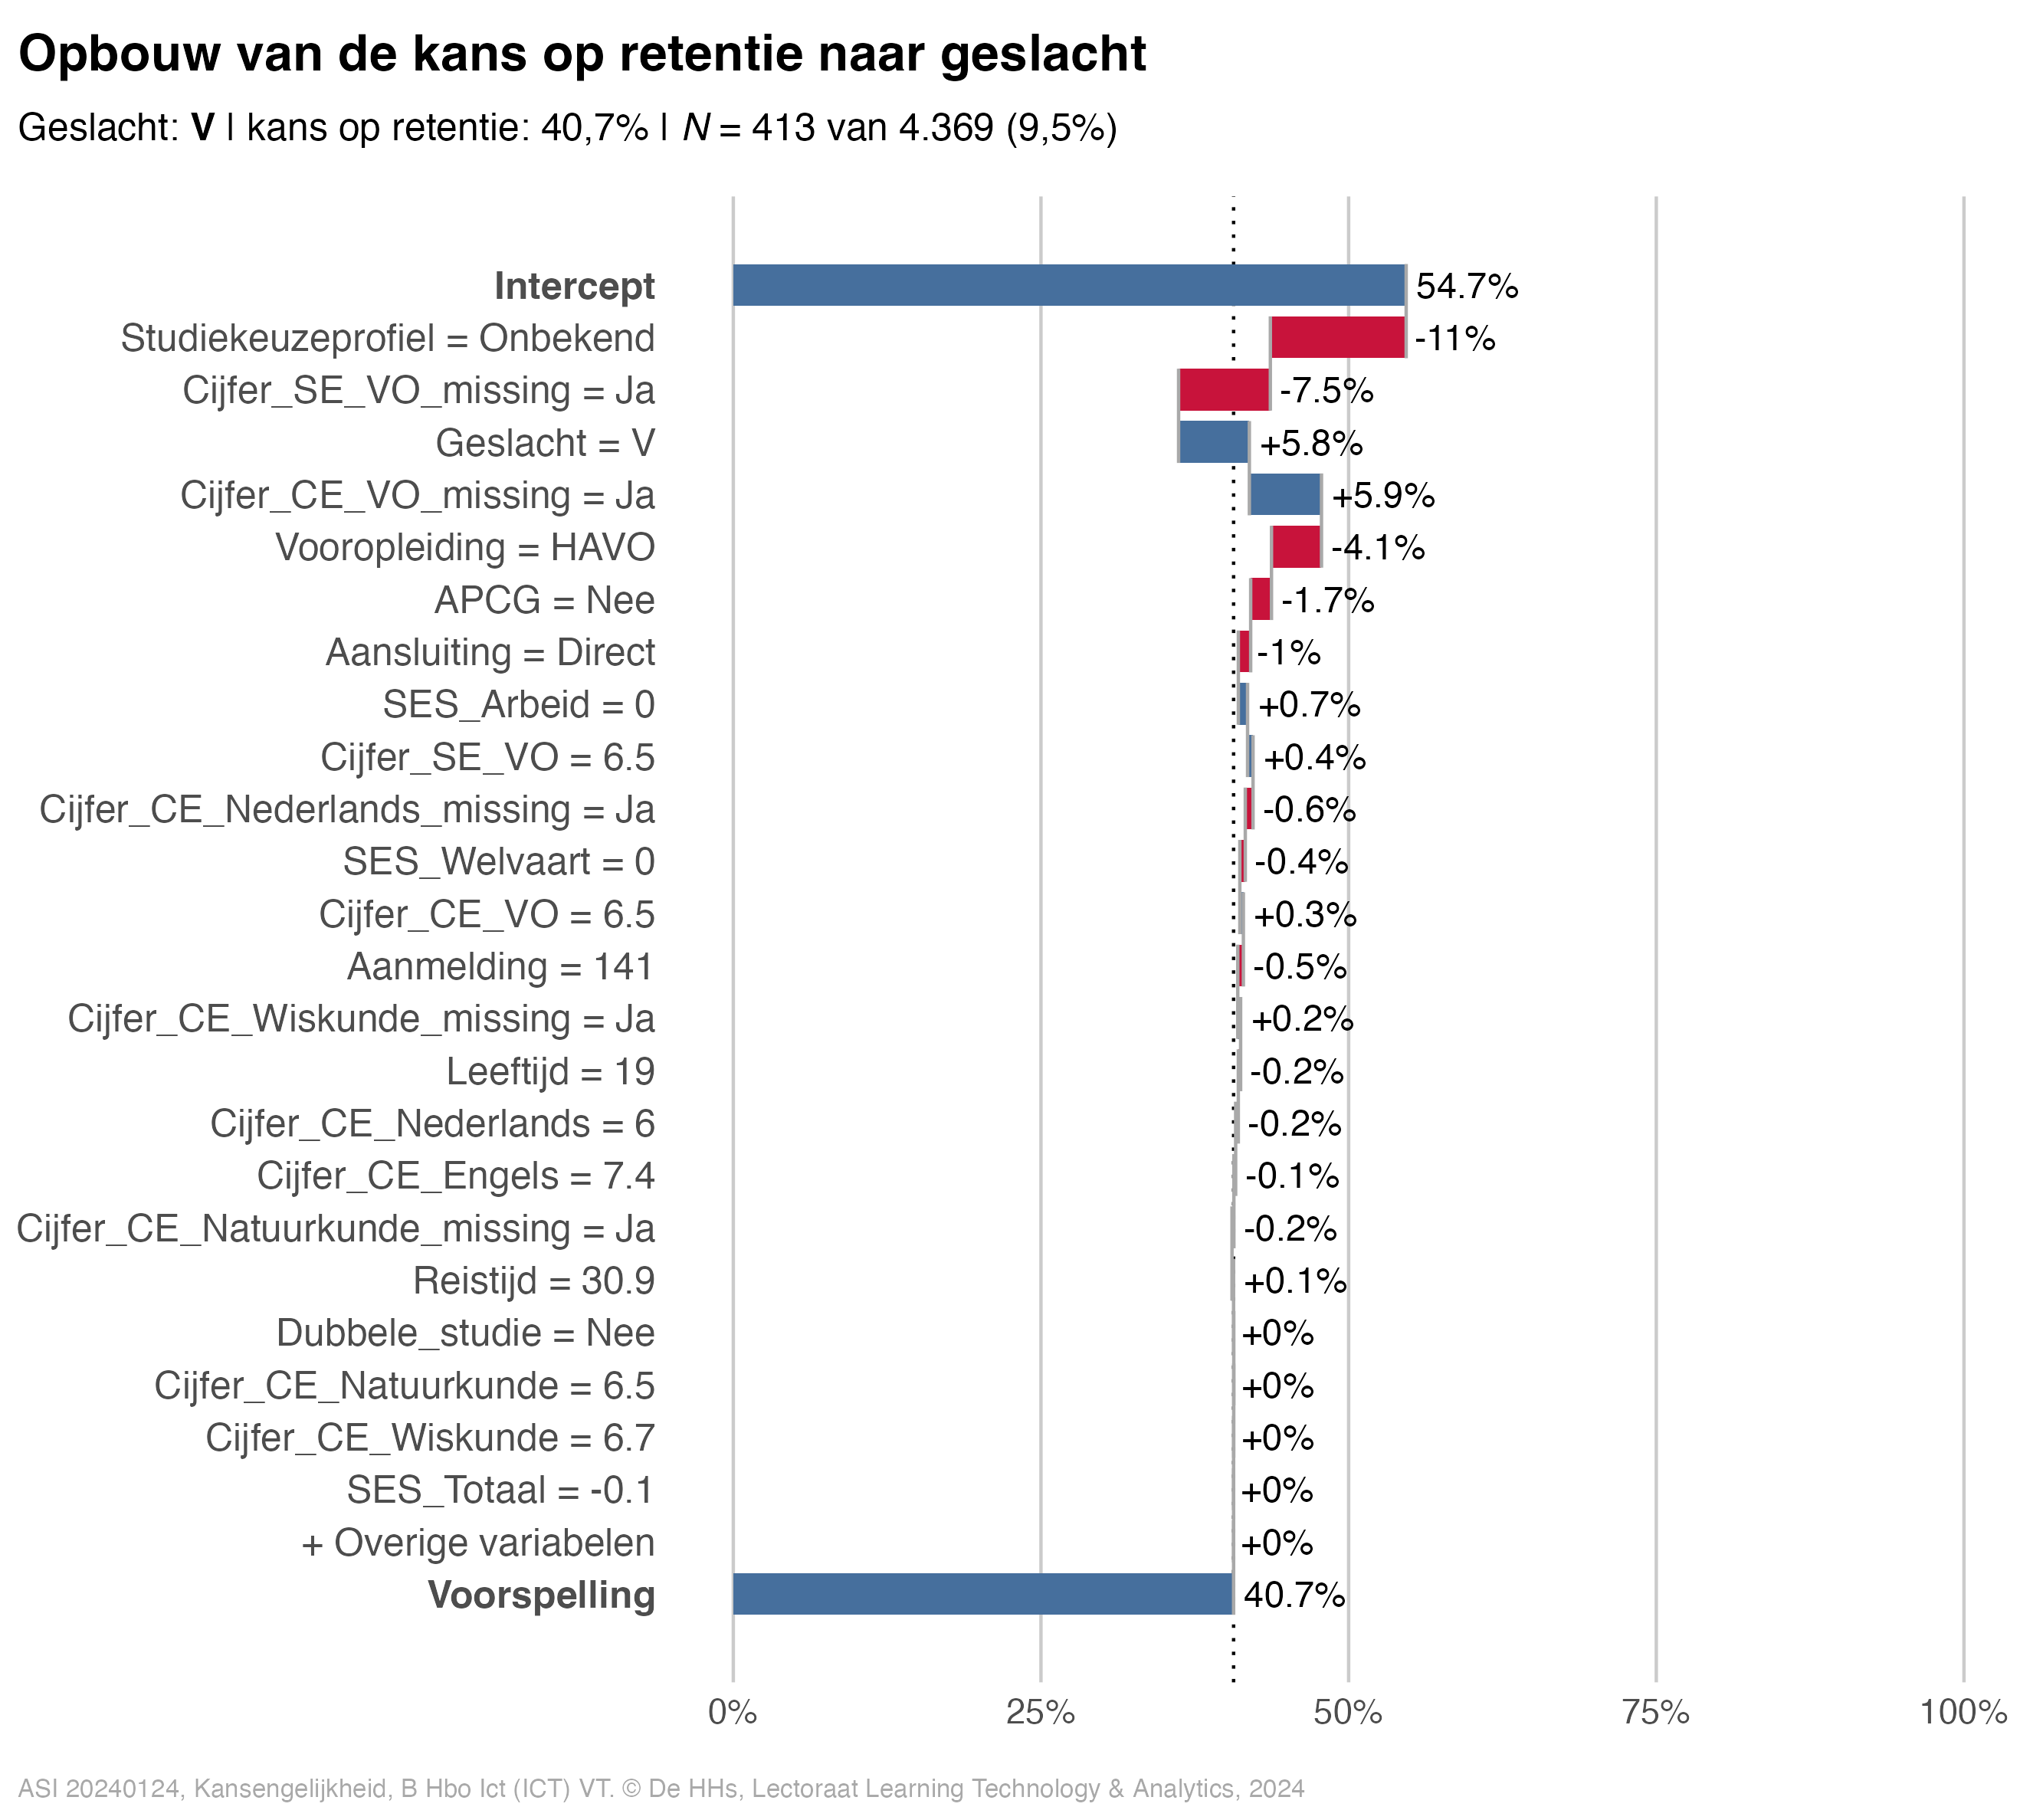 Opbouw van de kans op retentie naar geslacht
Geslacht: V | kans op retentie: 40,7% | N = 413 van 4.369 (9,5%)
Intercept 54.7%
Studiekeuzeprofiel = Onbekend -11%
Cijfer_SE_VO_missing = Ja -7.5%
Geslacht = V +5.8%
Cijfer_CE_VO_missing = Ja +5.9%
Vooropleiding = HAVO -4.1%
APCG = Nee -1.7%
Aansluiting = Direct -1%
SES_Arbeid = 0 +0.7%
Cijfer_SE_VO = 6.5 +0.4%
Cijfer_CE_Nederlands_missing = Ja -0.6%
SES_Welvaart = 0 -0.4%
Cijfer_CE_VO = 6.5 +0.3%
Aanmelding = 141 -0.5%
Cijfer_CE_Wiskunde_missing = Ja +0.2%
Leeftijd = 19 -0.2%
Cijfer_CE_Nederlands = 6 -0.2%
Cijfer_CE_Engels = 7.4 -0.1%
Cijfer_CE_Natuurkunde_missing = Ja -0.2%
Reistijd = 30.9 +0.1%
Dubbele_studie = Nee +0%
Cijfer_CE_Natuurkunde = 6.5 +0%
Cijfer_CE_Wiskunde = 6.7 +0%
SES_Totaal = -0.1 +0%
+ Overige variabelen +0%
Voorspelling 40.7%
0% 25% 50% 75% 100%
ASI 20240124, Kansengelijkheid, B Hbo Ict (ICT) VT. © De HHs, Lectoraat Learning Technology & Analytics, 2024